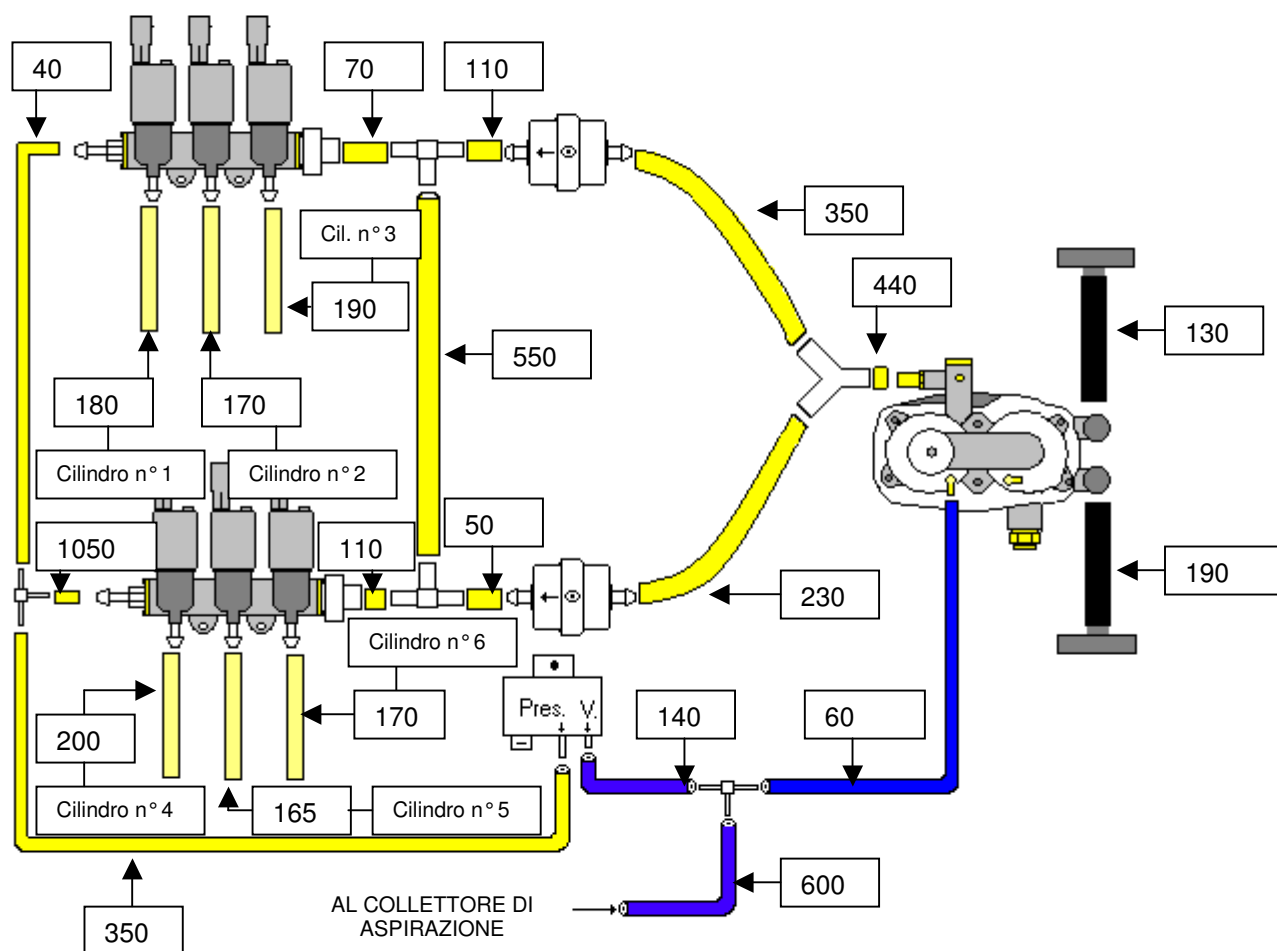 40
70
110
Cil. n° 3
350
190
440
550
130
180
170
Cilindro n° 1
Cilindro n° 2
1050
110
50
190
230
Cilindro n° 6
170
200
Pres. V.
140
60
Cilindro n° 4
165
Cilindro n° 5
350
600
AL COLLETTORE DI
ASPIRAZIONE